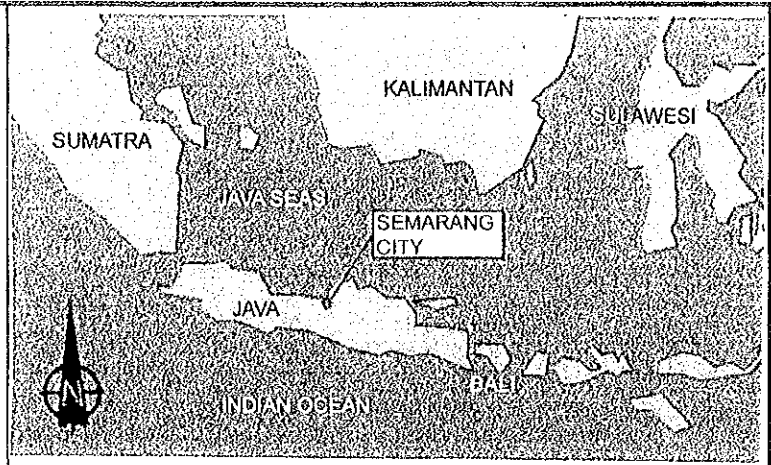 KALIMANTAN
SULAWESI
SUMATRA
JAVA SEAS
SEMARANG
CITY
JAVA
BALI
INDIAN OCEAN
N